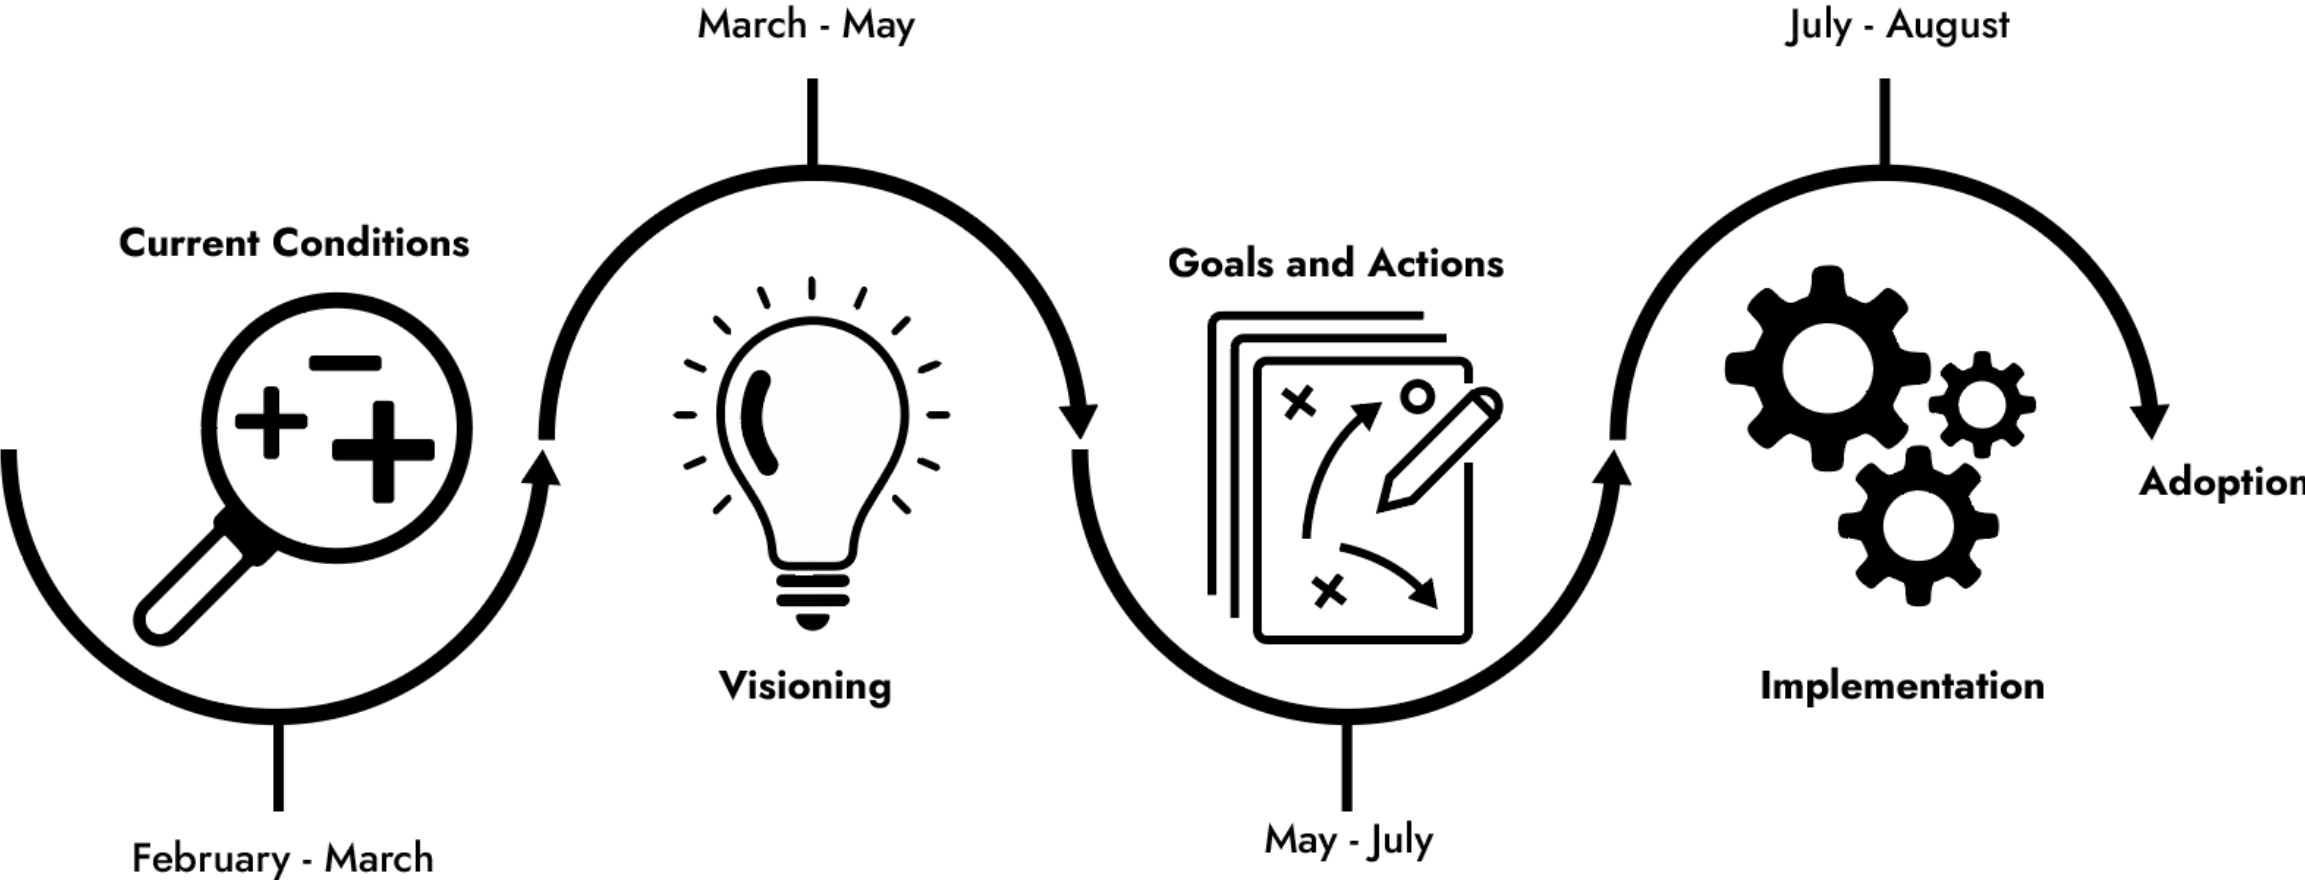 March - May
July - August
Current Conditions
Goals and Actions
Adoption
Visioning
Implementation
May - July
February - March